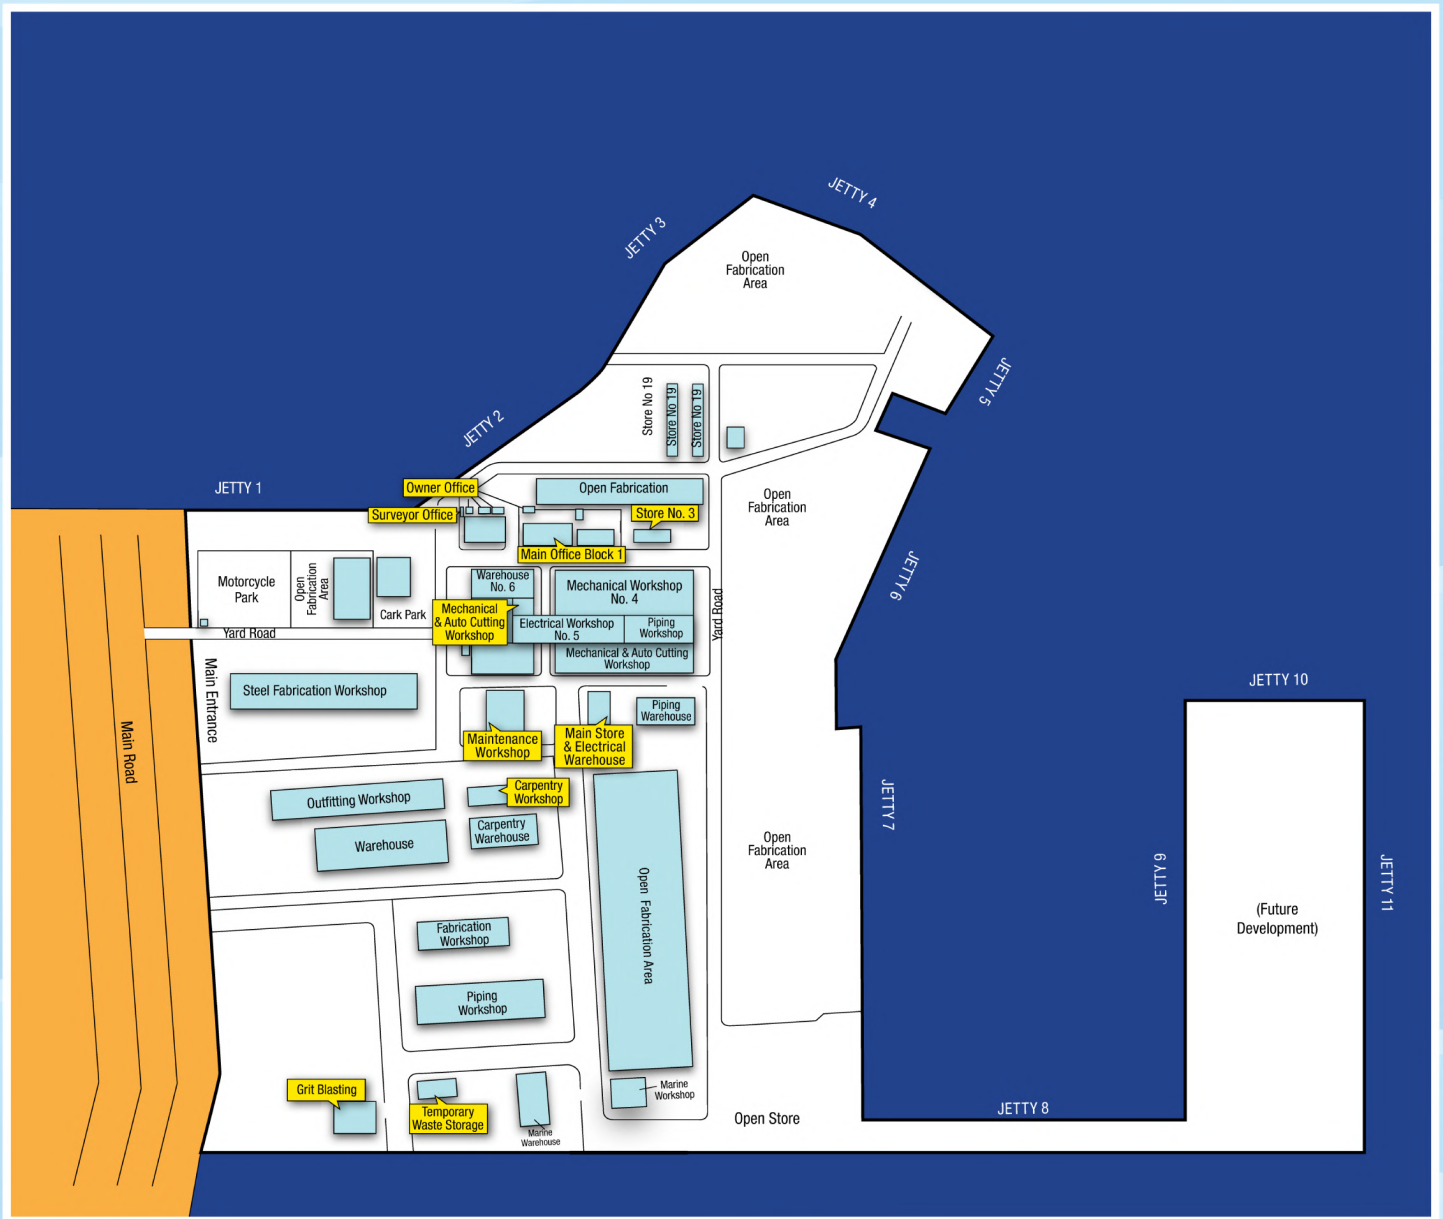 JETTY 4
JETTY 3
Open
Fabrication
Area
JETTY 5
Store No 19
Store No 19
Store No 19
JETTY 2
JETTY 1
Owner Office
Surveyor Office
Open Fabrication
Store No. 3
Main Office Block 1
Open
Fabrication
Area
JETTY 6
Motorcycle
Park
Open
Fabrication
Area
Cark Park
Yard Road
Warehouse
No. 6
Mechanical
& Auto Cutting
Workshop
Mechanical Workshop
No. 4
Electrical Workshop
No. 5
Piping
Workshop
Mechanical & Auto Cutting
Workshop
Yard Road
Main Entrance
Steel Fabrication Workshop
Main Road
Maintenance
Workshop
Main Store
& Electrical
Warehouse
Piping
Warehouse
JETTY 10
Outfitting Workshop
Carpentry
Workshop
Warehouse
Carpentry
Warehouse
JETTY 7
Open
Fabrication
Area
JETTY 9
JETTY 11
(Future
Development)
Open Fabrication Area
Fabrication
Workshop
Piping
Workshop
Grit Blasting
Temporary
Waste Storage
Marine
Warehouse
Marine
Workshop
Open Store
JETTY 8